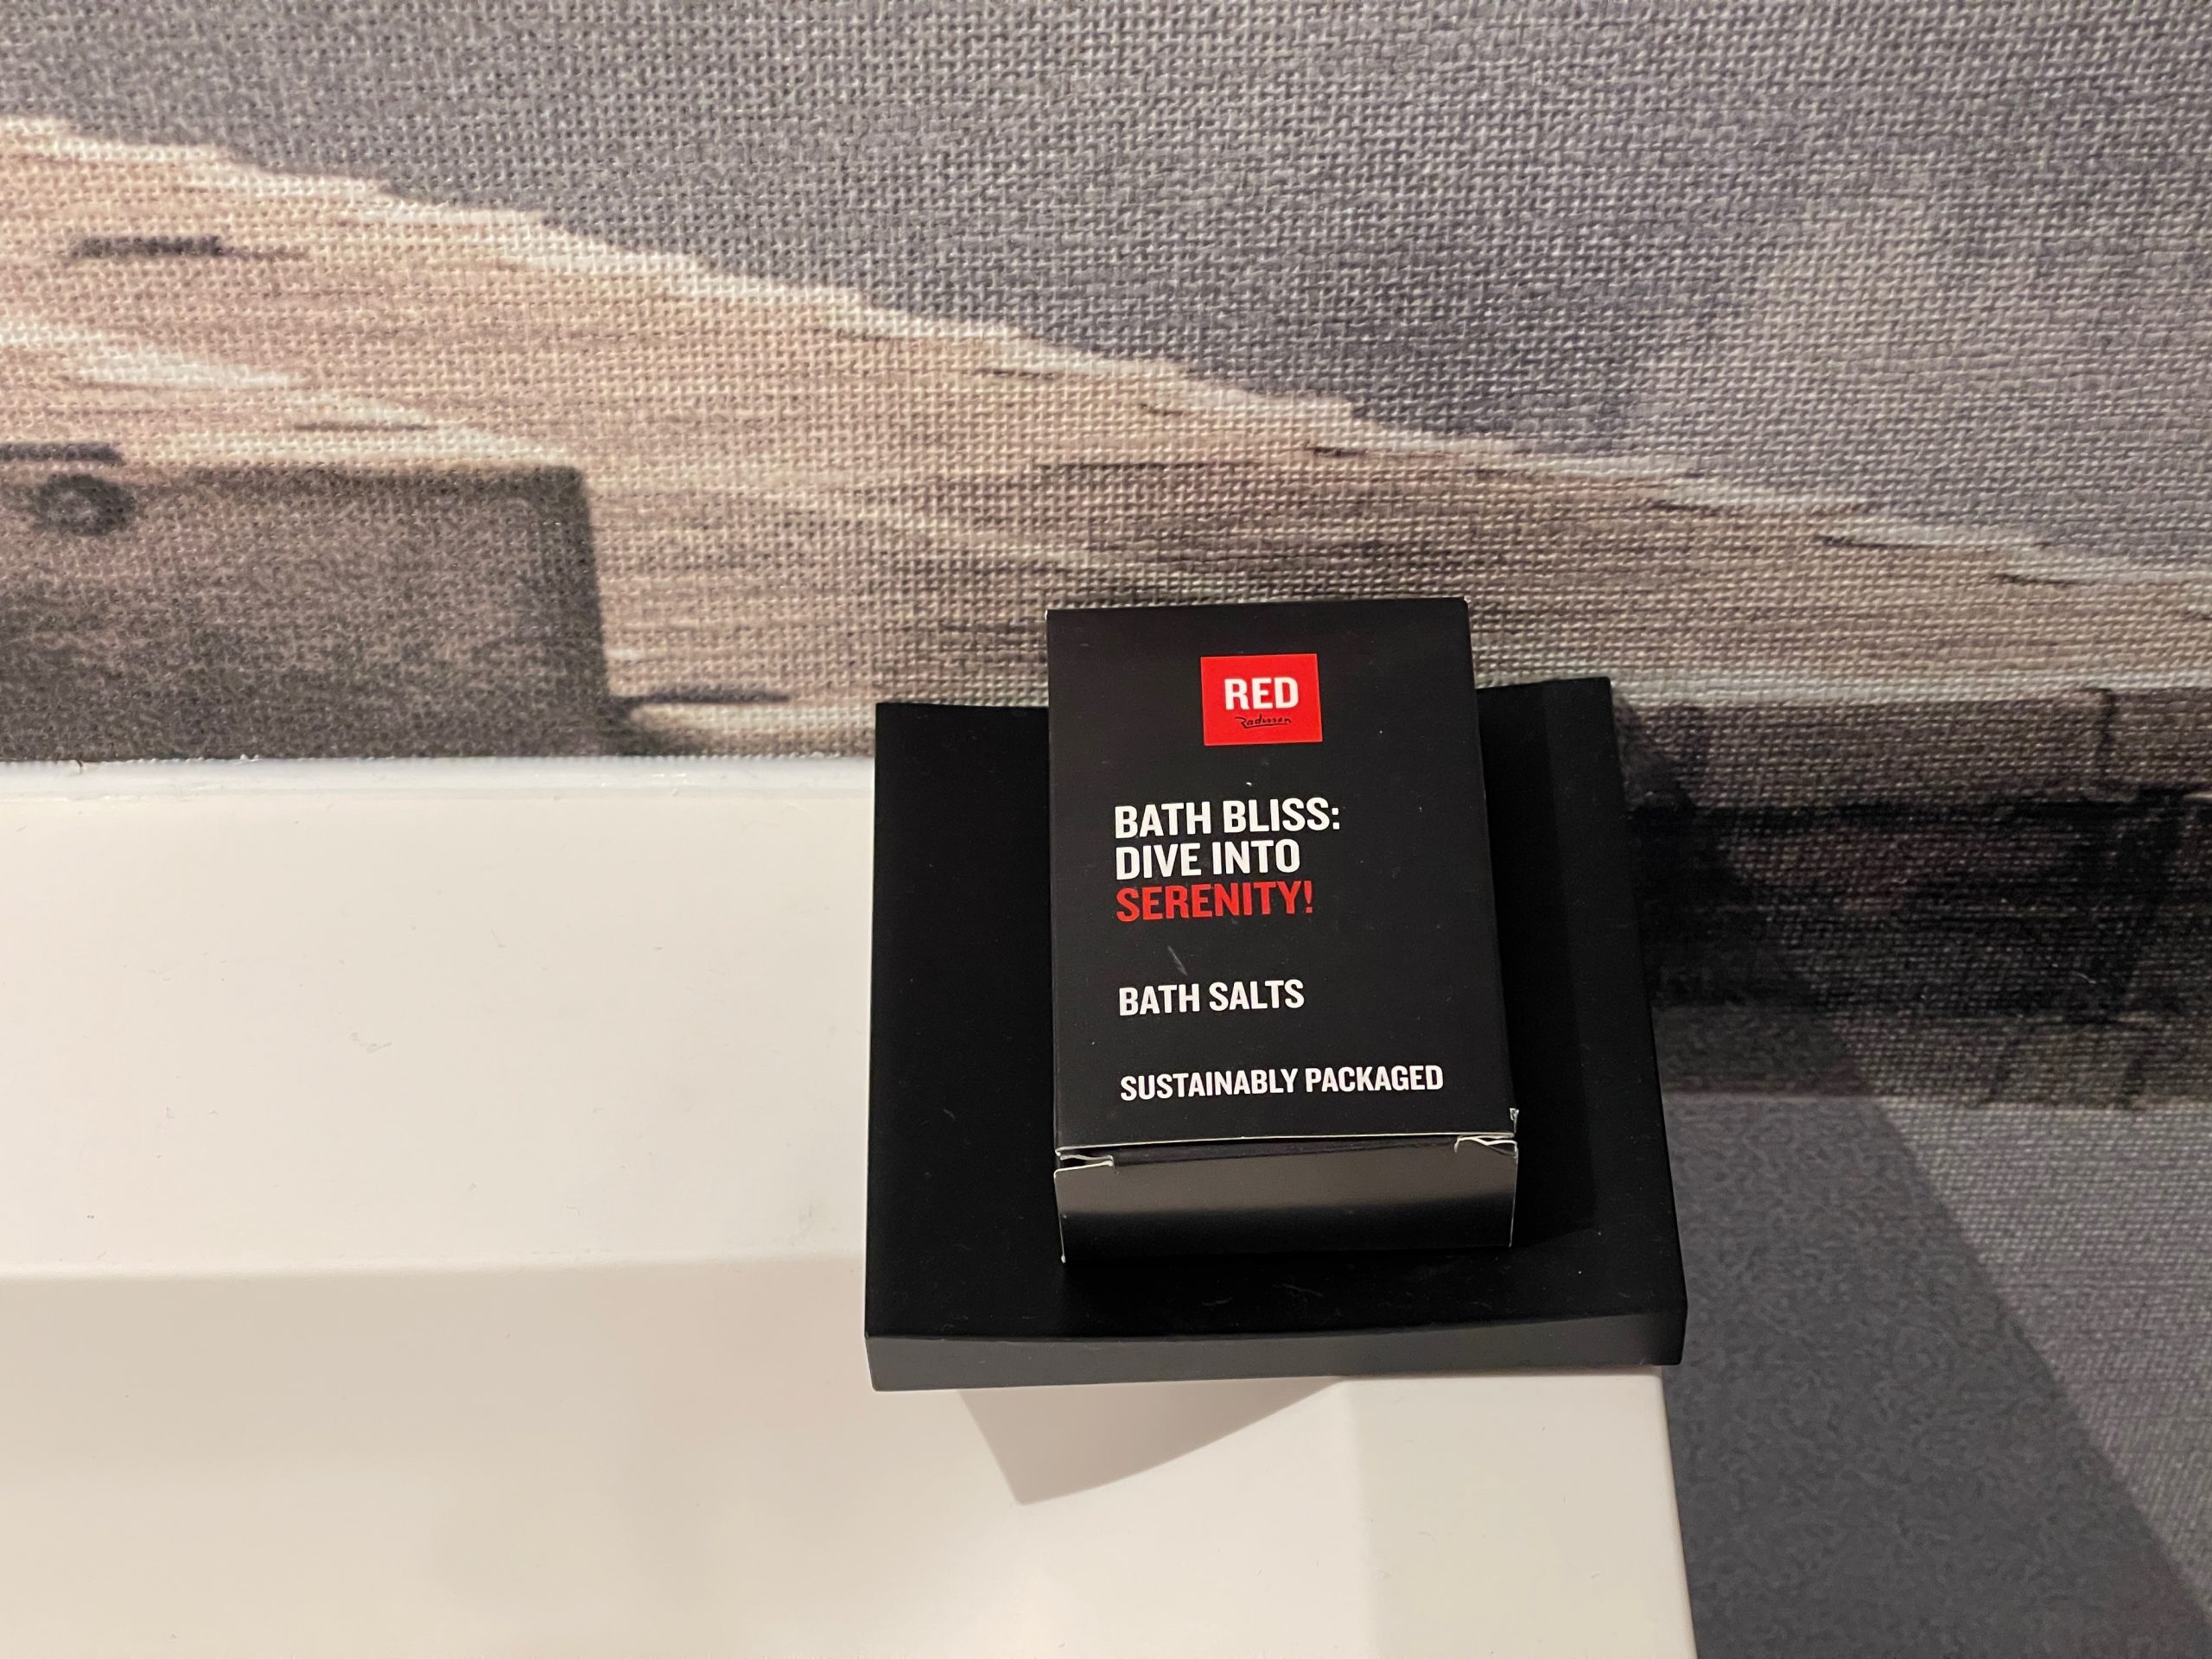 RED
Radisson
BATH BLISS:
DIVE INTO
SERENITY!
BATH SALTS
SUSTAINABLY PACKAGED